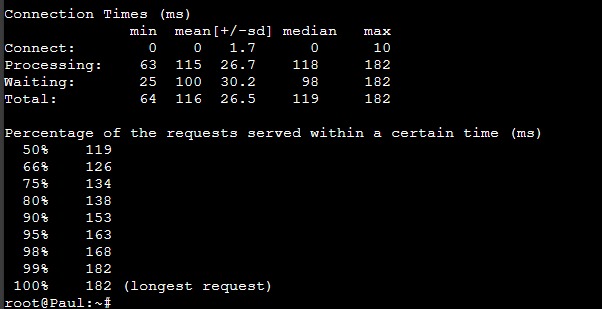 Connection Times (ms)
              min  mean[+/-sd] median   max
Connect:        0    0   1.7      0      10
Processing:    63  115  26.7    118     182
Waiting:       25  100  30.2     98     182
Total:         64  116  26.5    119     182

Percentage of the requests served within a certain time (ms)
  50%    119
  66%    126
  75%    134
  80%    138
  90%    153
  95%    163
  98%    168
  99%    182
 100%    182 (longest request)
root@Paul:~#